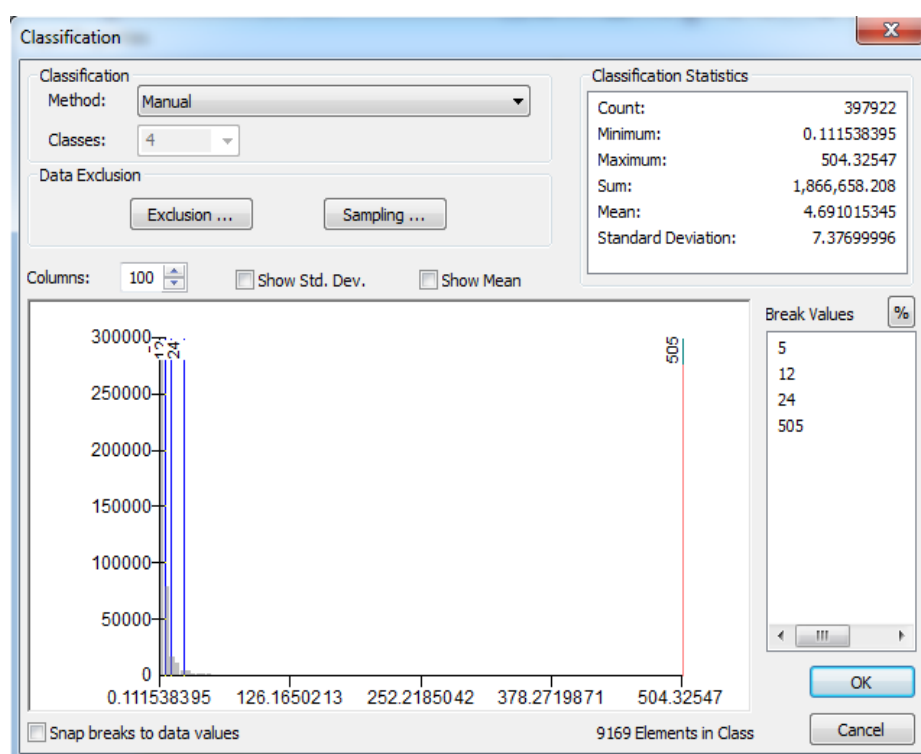 Classification
Classification
Method: Manual
Classes: 4
Data Exclusion
Exclusion ...
Sampling ...
Classification Statistics
Count: 397922
Minimum: 0.111538395
Maximum: 504.32547
Sum: 1,866,658.208
Mean: 4.691015345
Standard Deviation: 7.37699996
Columns: 100 Show Std. Dev. Show Mean
Break Values %
5
12
24
505
300000
250000
200000
150000
100000
50000
0
12
24
505
0.111538395 126.1650213 252.2185042 378.2719871 504.32547
Snap breaks to data values
9169 Elements in Class
OK
Cancel